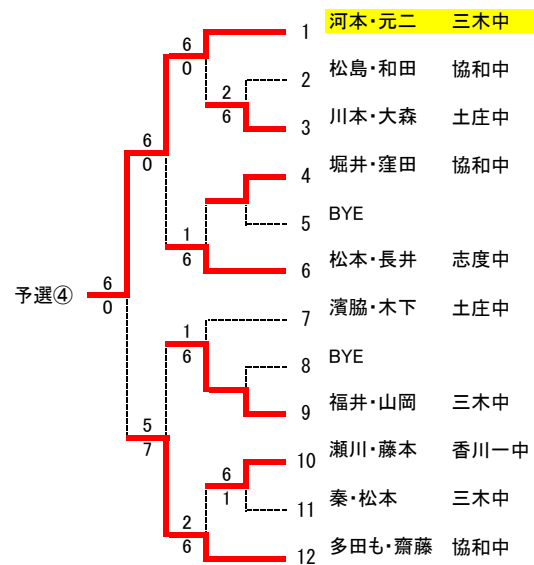 河本・元二 三木中
1
6
0
松島・和田 協和中
2
2
6
川本・大森 土庄中
3
6
0
堀井・窪田 協和中
4
BYE
5
1
6
松本・長井 志度中
6
予選④
6
0
濱脇・木下 土庄中
7
1
6
BYE
8
福井・山岡 三木中
9
5
7
瀬川・藤本 香川一中
10
6
1
秦・松本 三木中
11
2
6
多田も・齋藤 協和中
12